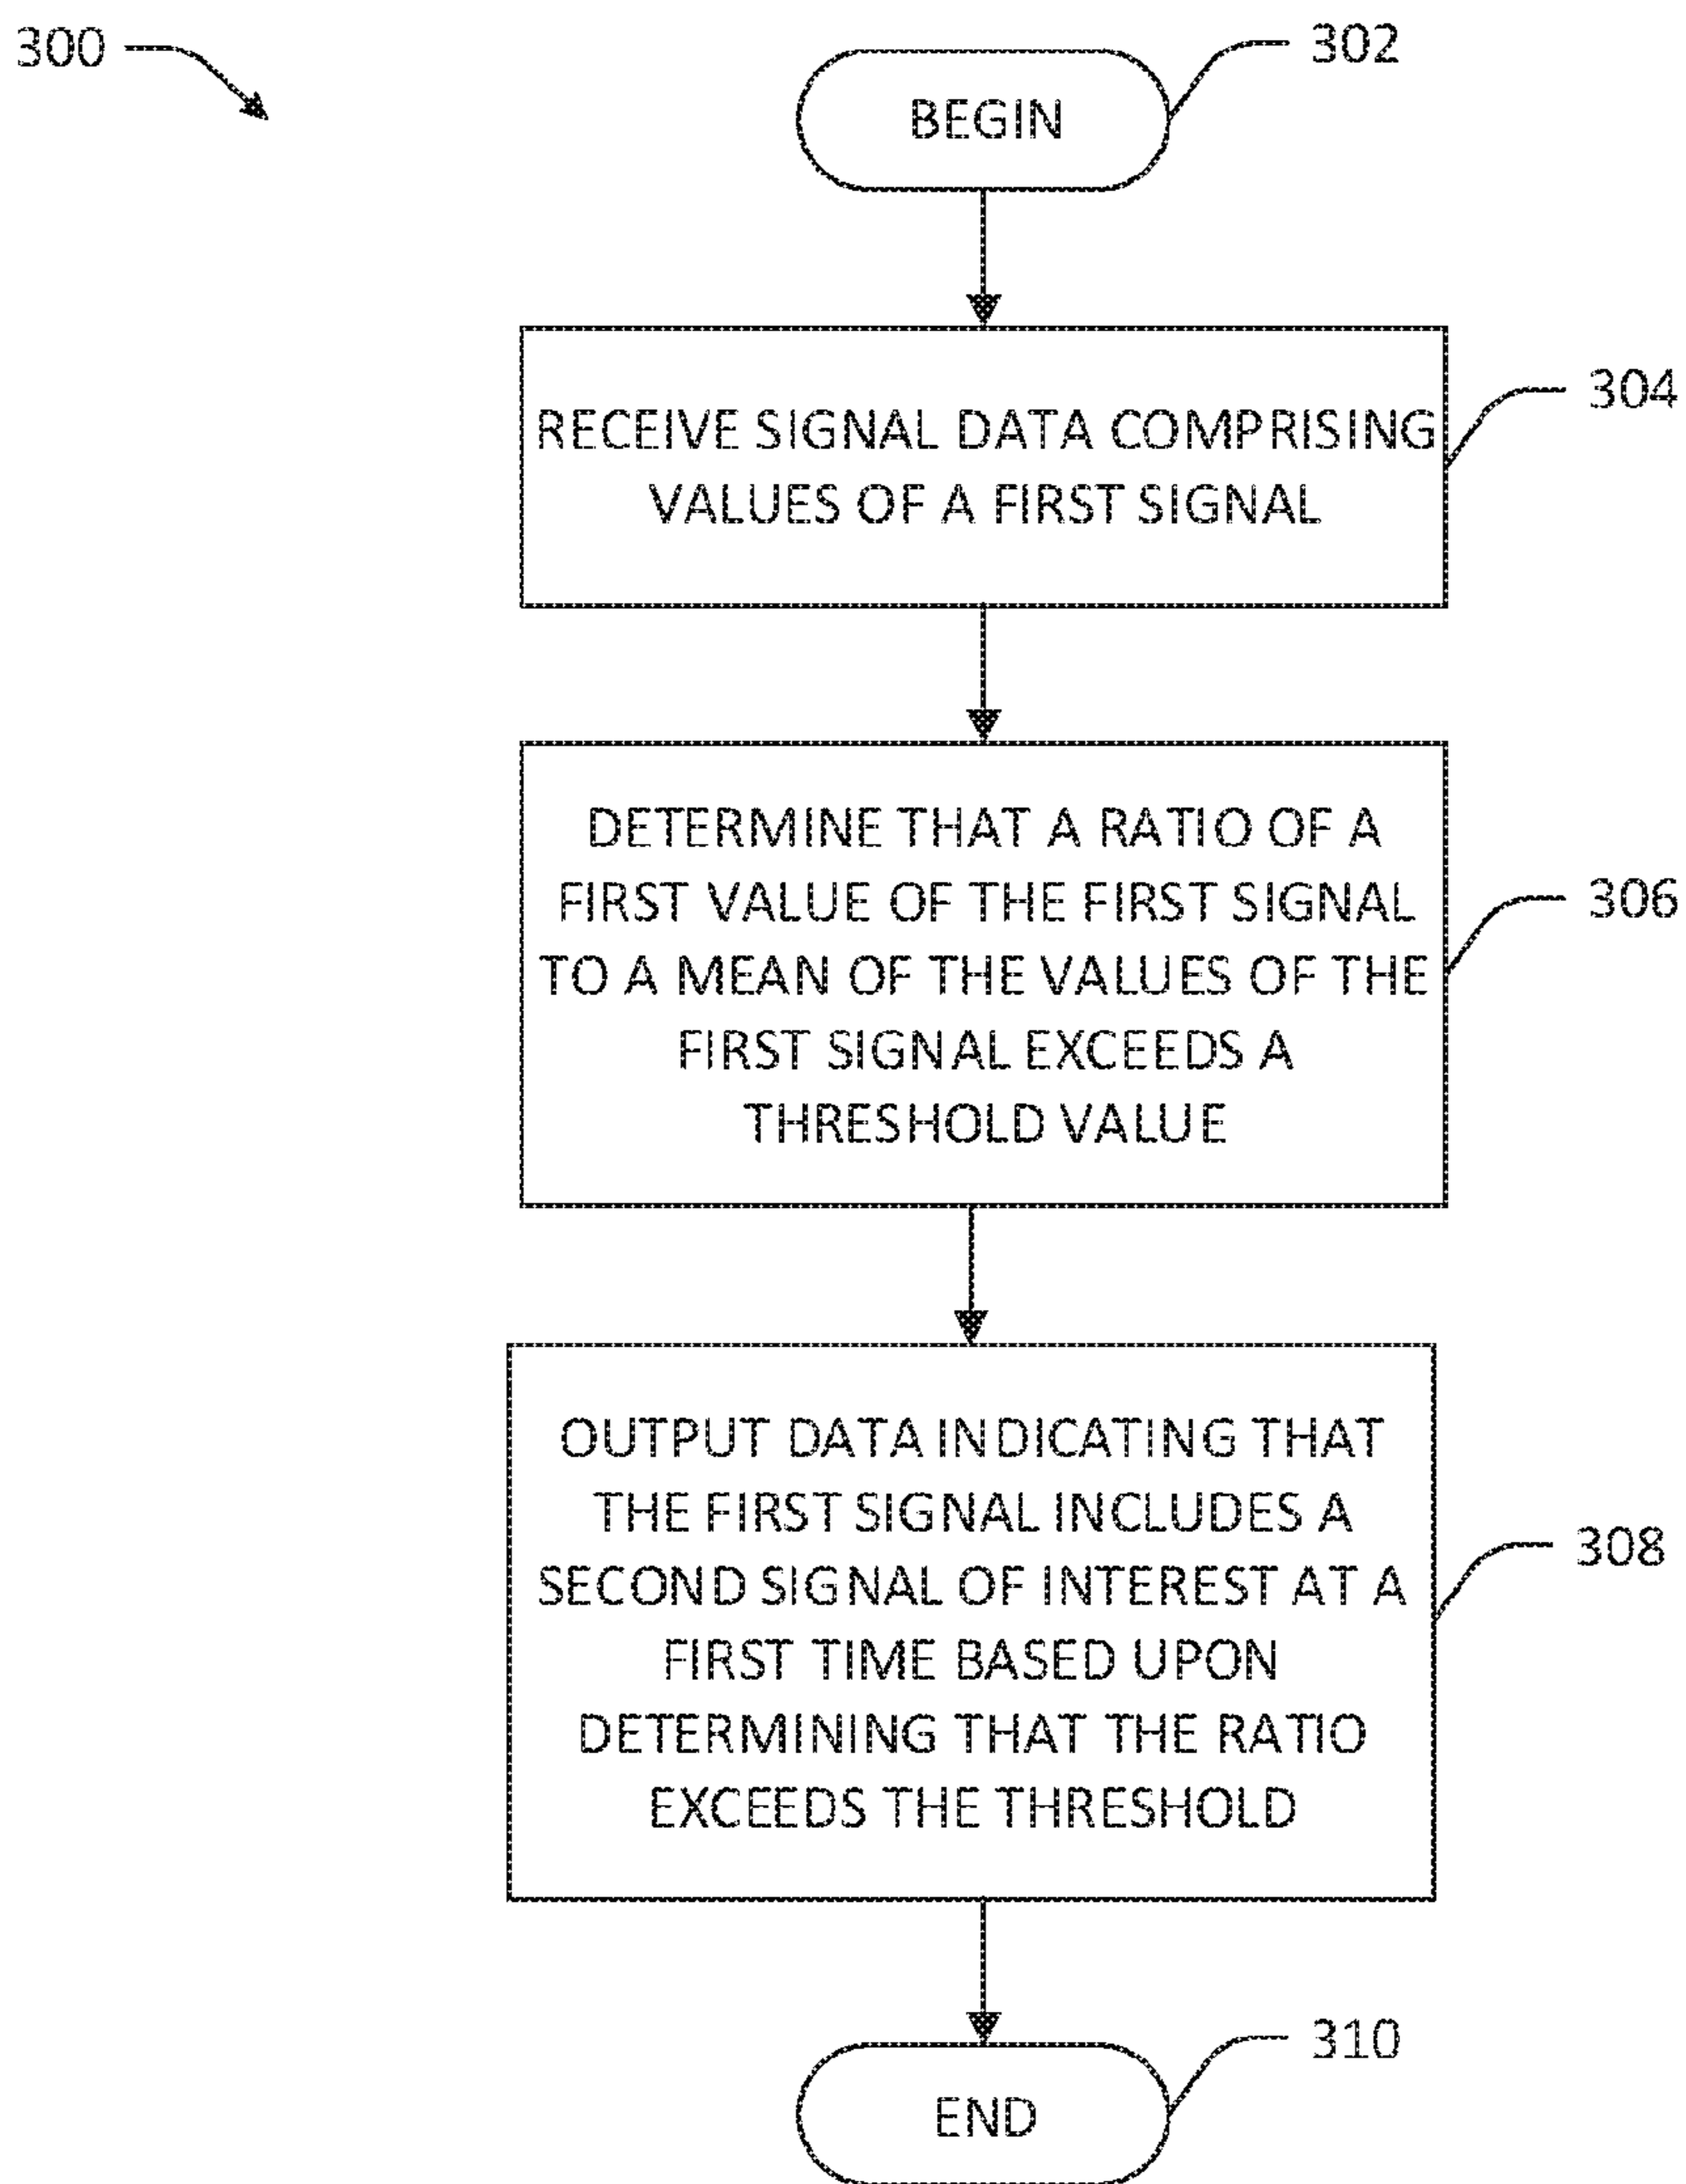 300
302
BEGIN
304
RECEIVE SIGNAL DATA COMPRISING
VALUES OF A FIRST SIGNAL
306
DETERMINE THAT A RATIO OF A
FIRST VALUE OF THE FIRST SIGNAL
TO A MEAN OF THE VALUES OF THE
FIRST SIGNAL EXCEEDS A
THRESHOLD VALUE
308
OUTPUT DATA INDICATING THAT
THE FIRST SIGNAL INCLUDES A
SECOND SIGNAL OF INTEREST AT A
FIRST TIME BASED UPON
DETERMINING THAT THE RATIO
EXCEEDS THE THRESHOLD
310
END